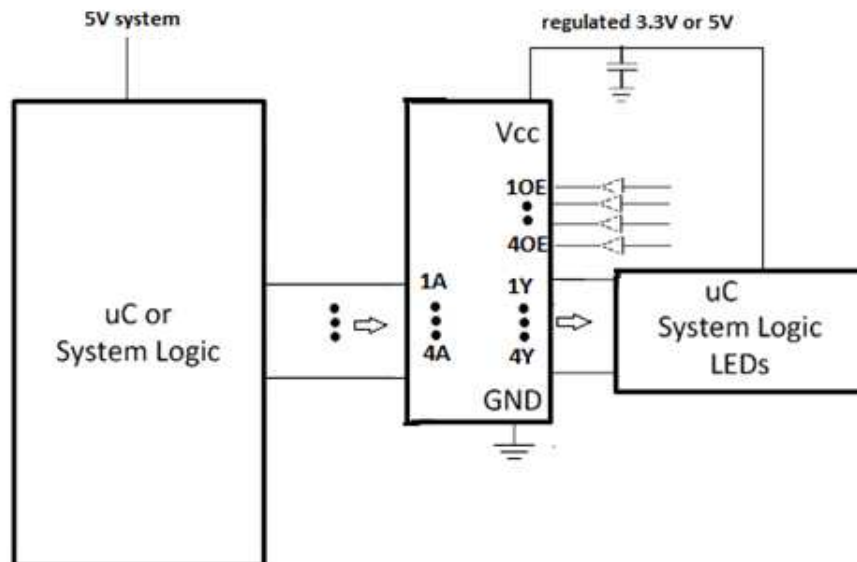 5V system
regulated 3.3V or 5V
Vcc
1OE
4OE
1A
1Y
4A
4Y
GND
uC or
System Logic
uC
System Logic
LEDs